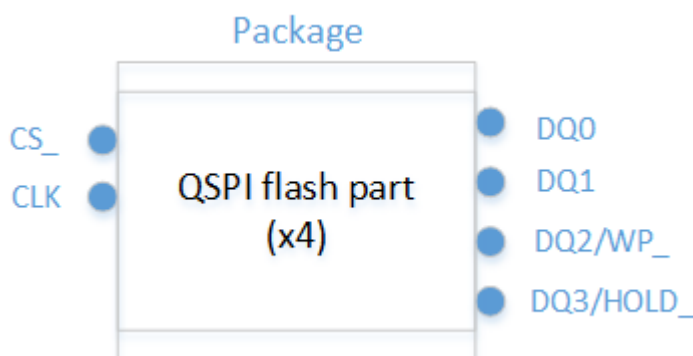 Package
CS_
CLK
QSPI flash part
(x4)
DQ0
DQ1
DQ2/WP_
DQ3/HOLD_